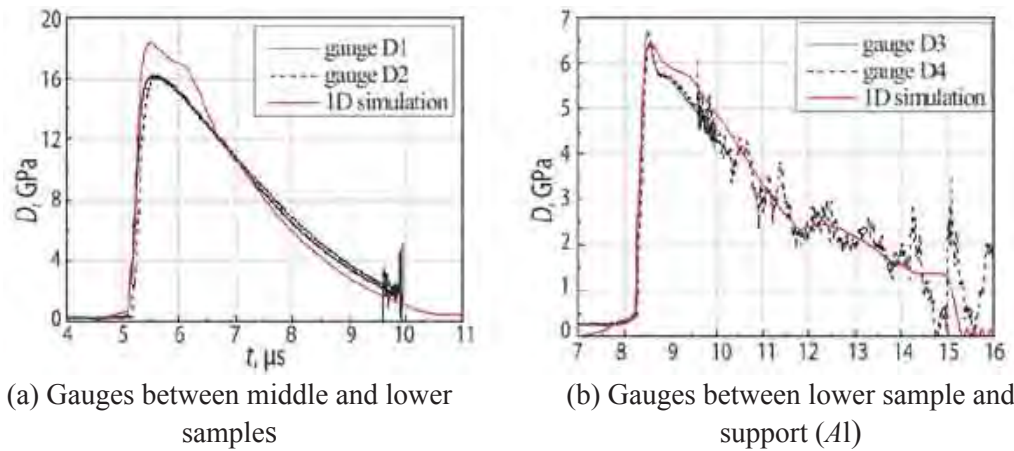 20
16
12
8
4
0
D, GPa
gauge D1
gauge D2
1D simulation
4 5 6 7 8 9 10 11
t, μs
(a) Gauges between middle and lower
samples
7
6
5
4
3
2
1
0
D, GPa
gauge D3
gauge D4
1D simulation
4
7 8 9 10 11 12 13 14 15 16
(b) Gauges between lower sample and
support (Al)